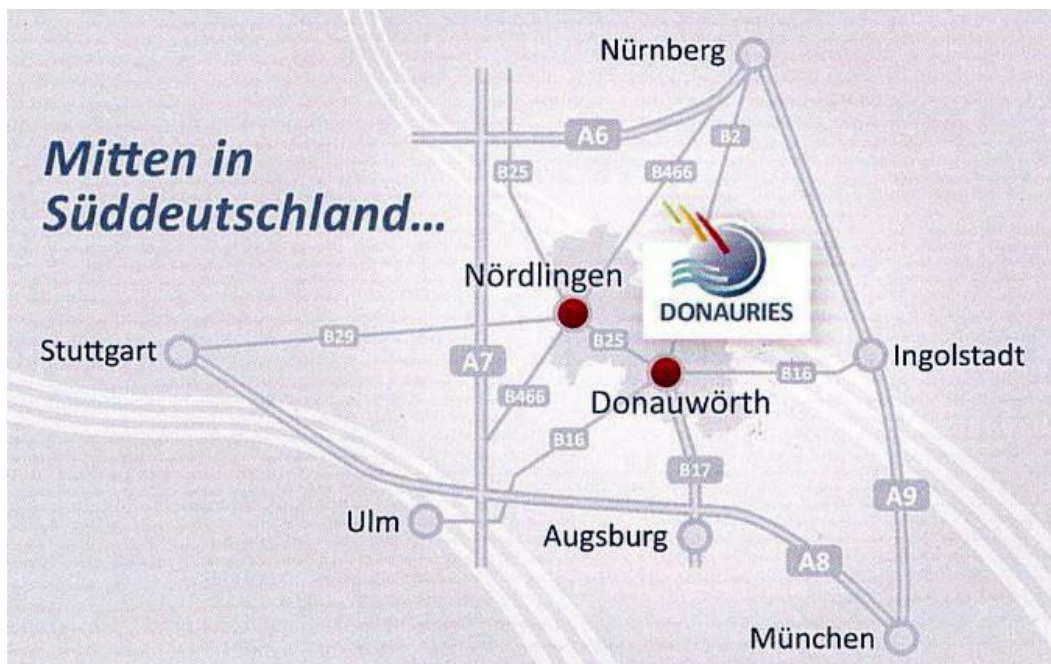 Nürnberg
A6
B2
Mitten in
Süddeutschland...
B25
B466
Nördlingen
DONAURIES
Stuttgart
B29
A7
B25
B16
Ingolstadt
B466
Donauwörth
B16
B17
A9
Ulm
Augsburg
A8
München